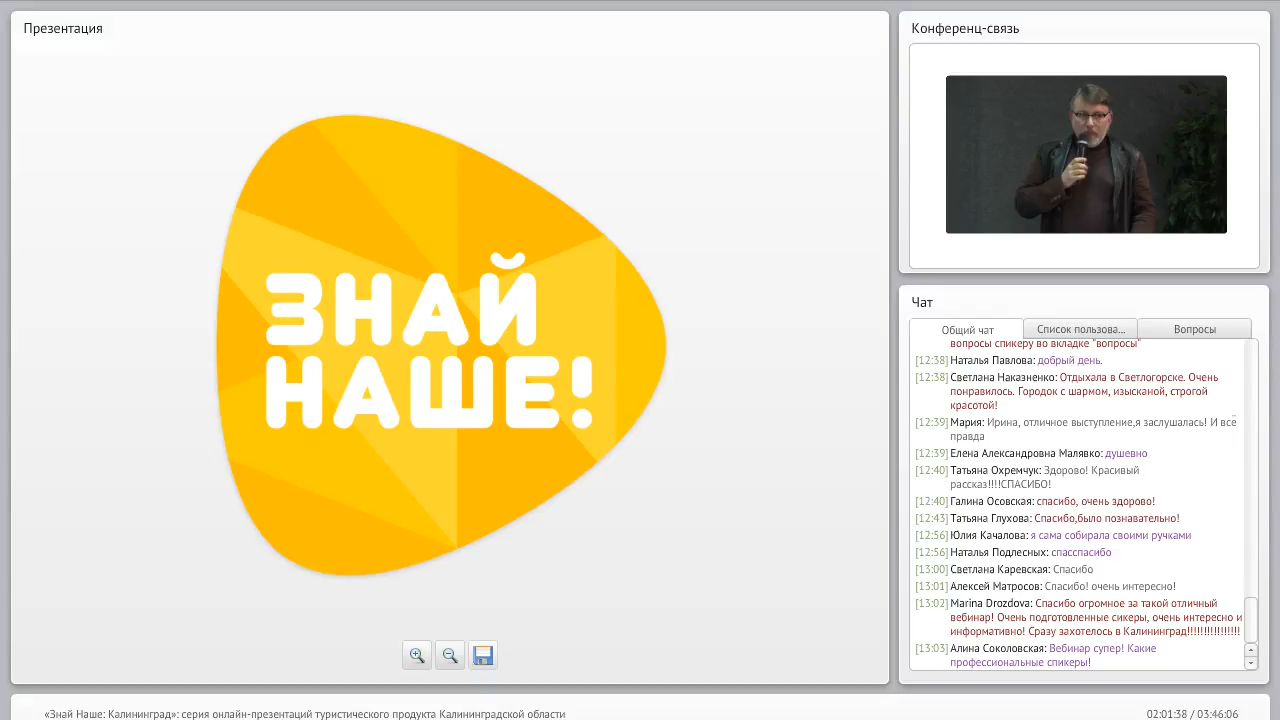 Презентация
ЗНАЙ
НАШЕ!
Конференц-связь
Чат
Общий чат
Список пользова...
Вопросы
вопросы спикеру во вкладке "вопросы"
[12:38] Наталья Павлова: добрый день.
[12:38] Светлана Наказненко: Отдыхала в Светлогорске. Очень
понравилось. Городок с шармом, изысканой, строгой
красотой!
[12:39] Мария: Ирина, отличное выступление,я заслушалась! И всё
правда
[12:39] Елена Александровна Малявко: душевно
[12:40] Татьяна Охремчук: Здорово! Красивый
рассказ!!!!СПАСИБО!
[12:40] Галина Осовская: спасибо, очень здорово!
[12:43] Татьяна Глухова: Спасибо,было познавательно!
[12:56] Юлия Качалова: я сама собирала своими ручками
[12:56] Наталья Подлесных: спасспасибо
[13:00] Светлана Каревская: Спасибо
[13:01] Алексей Матросов: Спасибо! очень интересно!
[13:02] Marina Drozdova: Спасибо огромное за такой отличный
вебинар! Очень подготовленные сикеры, очень интересно и
информативно! Сразу захотелось в Калининград!!!!!!!!!!!!!!!!
[13:03] Алина Соколовская: Вебинар супер! Какие
профессиональные спикеры!
«Знай Наше: Калининград»: серия онлайн-презентаций туристического продукта Калининградской области
02:01:38 / 03:46:06